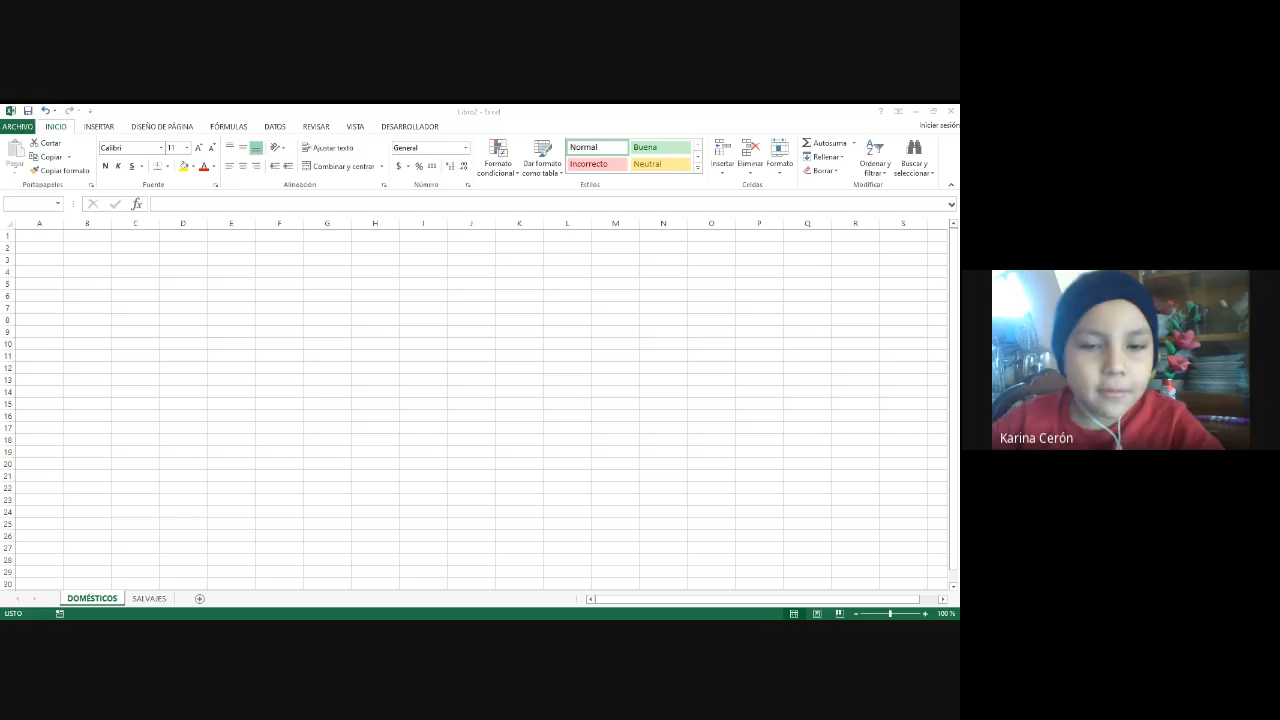 Libro2 - Excel
ARCHIVO INICIO INSERTAR DISEÑO DE PÁGINA FÓRMULAS DATOS REVISAR VISTA DESARROLLADOR Iniciar sesión
Pegar
Cortar
Copiar
Copiar formato
Portapapeles
Calibri 11
N K S
Fuente
Ajustar texto
Combinar y centrar
Alineación
General
$ % 000
Número
Formato condicional
Dar formato como tabla
Normal Buena
Incorrecto Neutral
Estilos
Insertar Eliminar Formato
Celdas
Autosuma
Rellenar
Borrar
Ordenar y filtrar
Buscar y seleccionar
Modificar
fx
A B C D E F G H I J K L M N O P Q R S
1
2
3
4
5
6
7
8
9
10
11
12
13
14
15
16
17
18
19
20
21
22
23
24
25
26
27
28
29
30
DOMÉSTICOS SALVAJES
LISTO 100 %
Karina Cerón